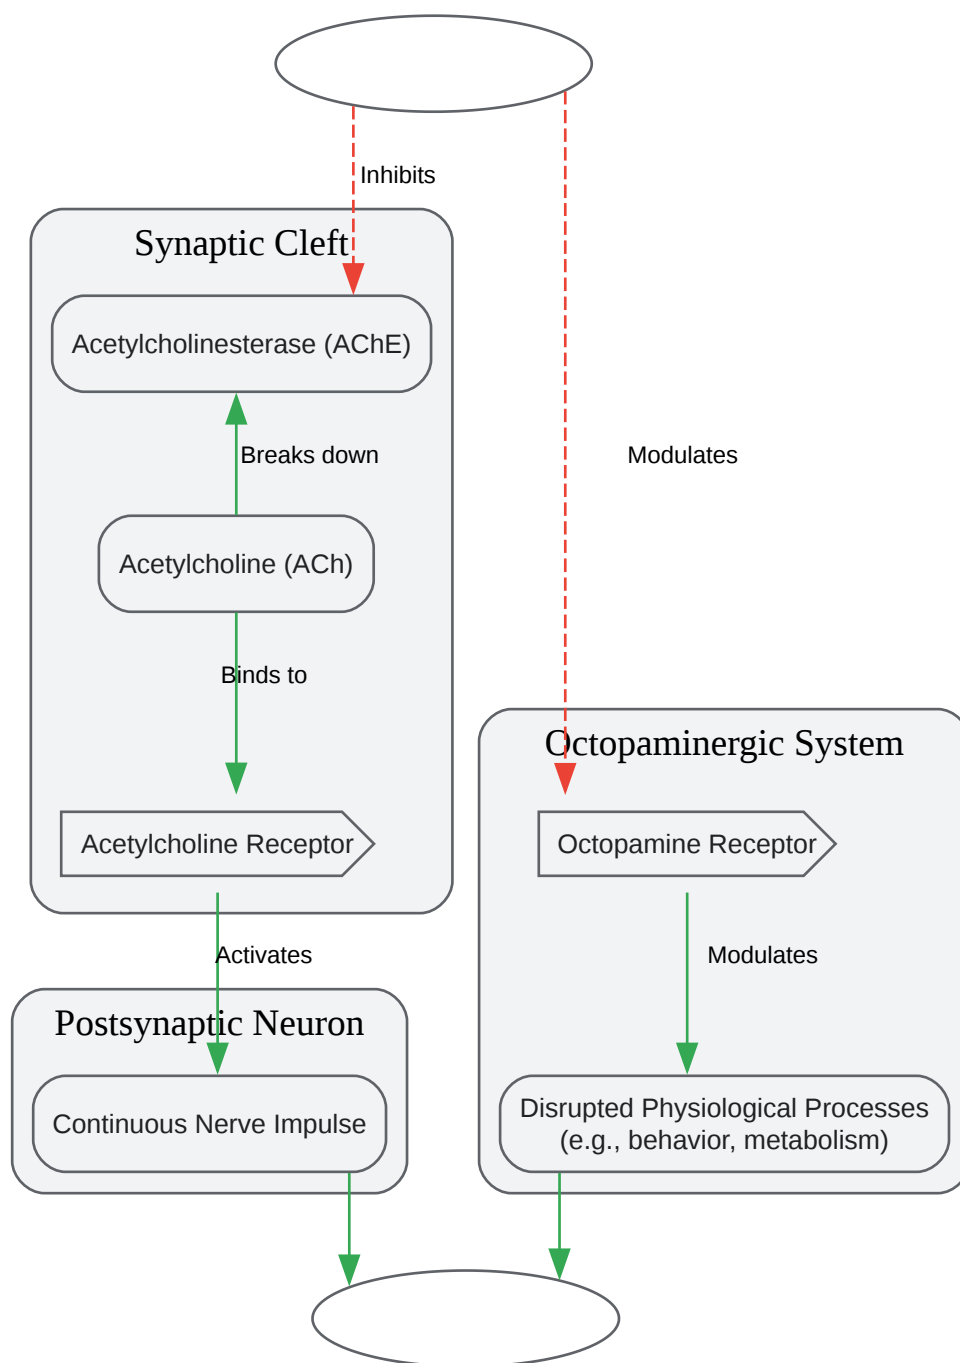 Inhibits
Synaptic Cleft
Acetylcholinesterase (AChE)
Breaks down
Modulates
Acetylcholine (ACh)
Binds to
Octopaminergic System
Acetylcholine Receptor
Octopamine Receptor
Activates
Modulates
Postsynaptic Neuron
Continuous Nerve Impulse
Disrupted Physiological Processes
(e.g., behavior, metabolism)